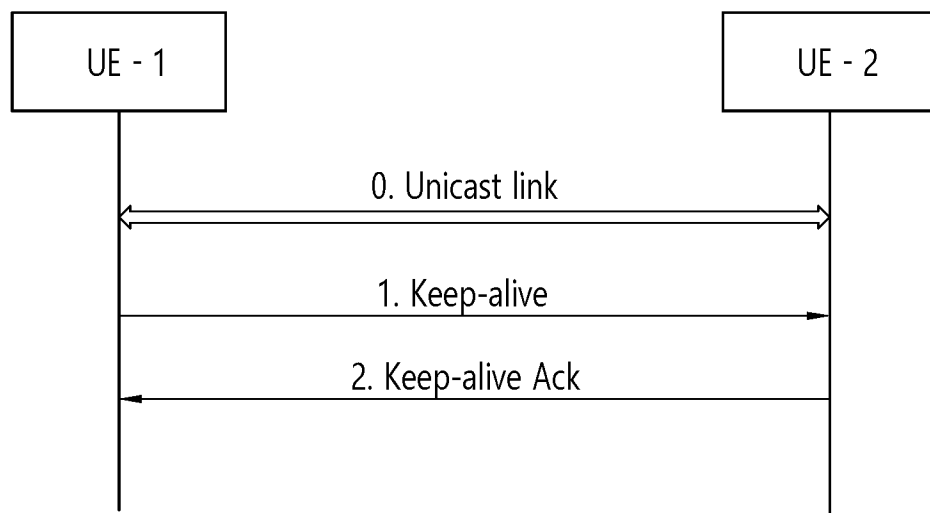 UE - 1
UE - 2
0. Unicast link
1. Keep-alive
2. Keep-alive Ack